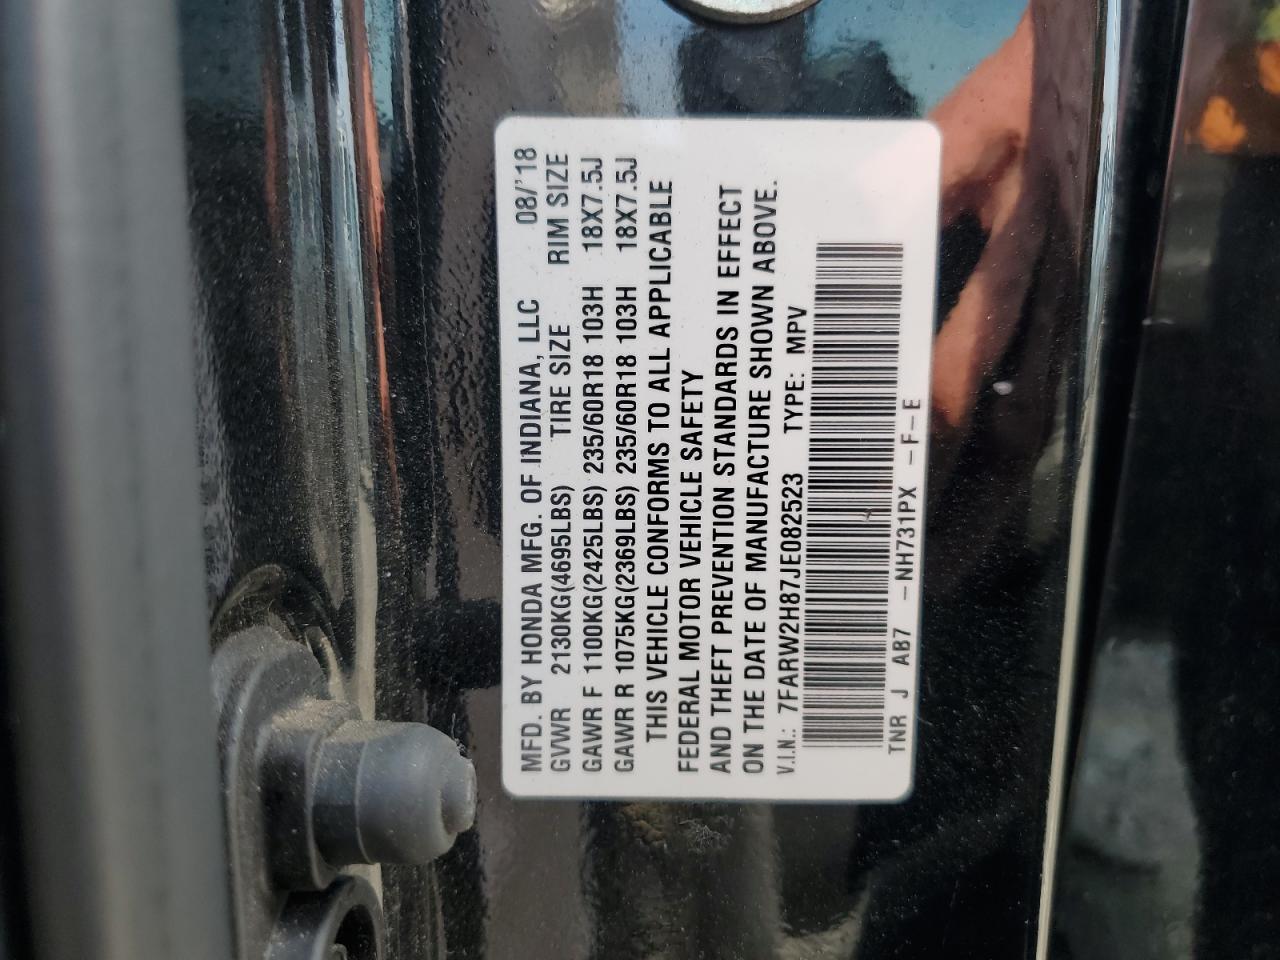 MFD. BY HONDA MFG. OF INDIANA, LLC 08/'18
GVWR 2130KG(4695LBS) TIRE SIZE RIM SIZE
GAWR F 1100KG(2425LBS) 235/60R18 103H 18X7.5J
GAWR R 1075KG(2369LBS) 235/60R18 103H 18X7.5J
THIS VEHICLE CONFORMS TO ALL APPLICABLE
FEDERAL MOTOR VEHICLE SAFETY
AND THEFT PREVENTION STANDARDS IN EFFECT
ON THE DATE OF MANUFACTURE SHOWN ABOVE.
V.I.N.: 7FARW2H87JE082523 TYPE: MPV
TNR J AB7 -NH731PX -F-E